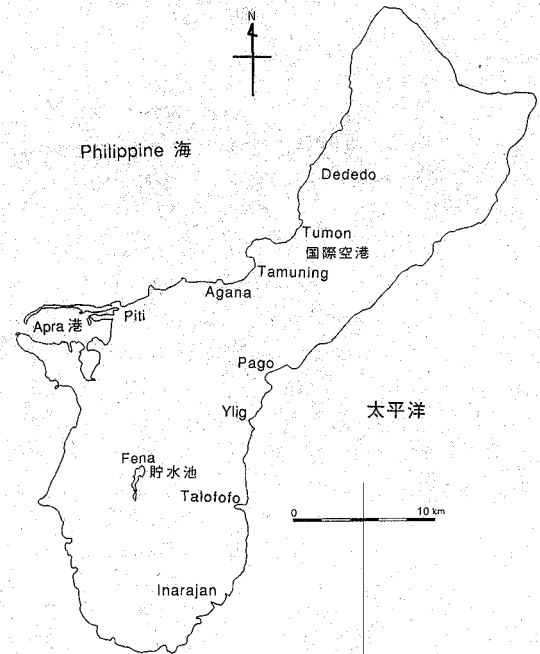 N
Philippine 海
Dededo
Tumon
国際空港
Tamuning
Agana
Piti
Apra 港
Pago
Ylig
太平洋
Fena
貯水池
Talofofo
0 10 km
Inarajan